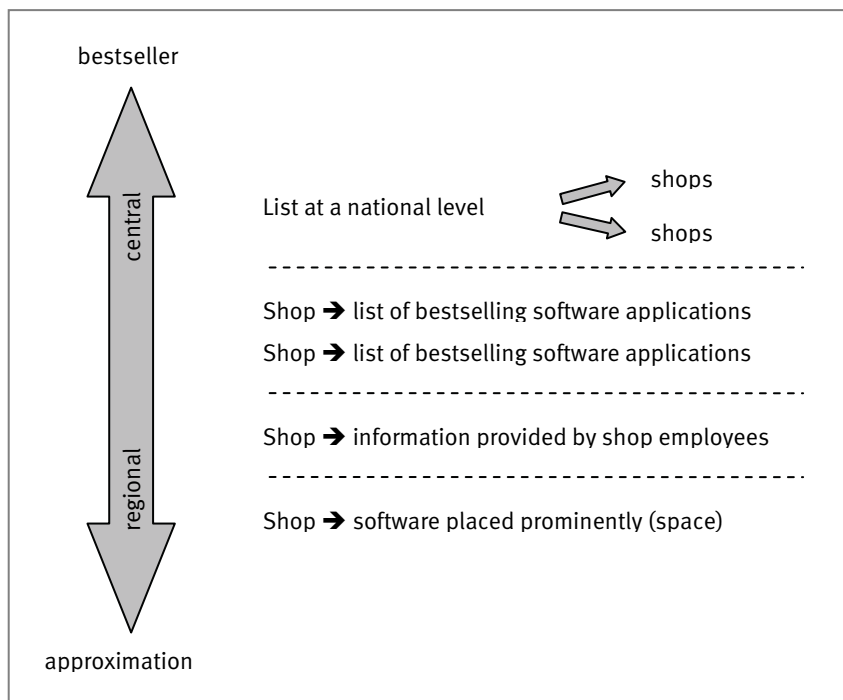 bestseller
central
shops
List at a national level
shops
Shop ➔ list of bestselling software applications
Shop ➔ list of bestselling software applications
Shop ➔ information provided by shop employees
regional
Shop ➔ software placed prominently (space)
approximation